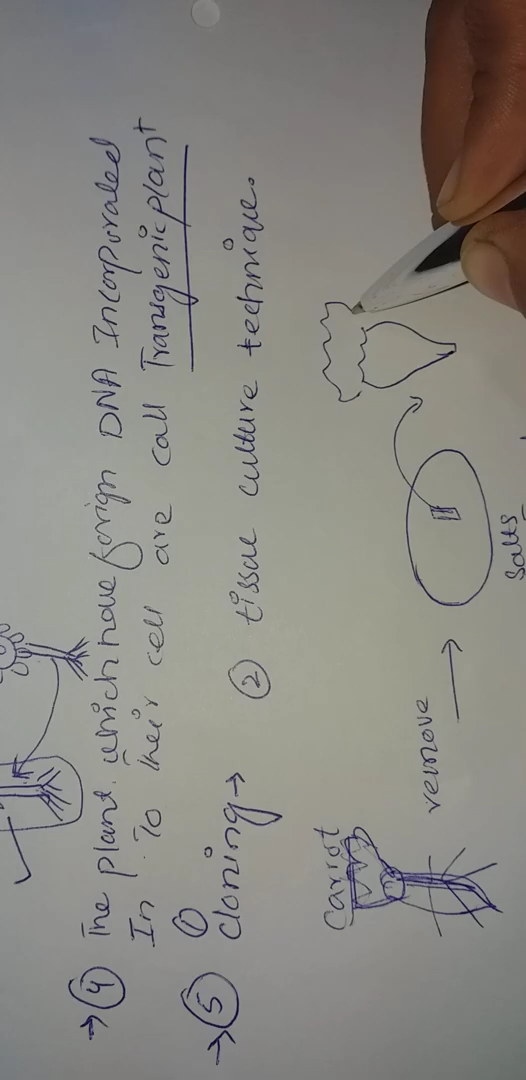 → ④ The plant. which have forign DNA Incorporated
In To their cell are call Transgenic plant
→ ⑤ ① Cloning → ② tissue culture technique.
Carrot
remove →
Salts